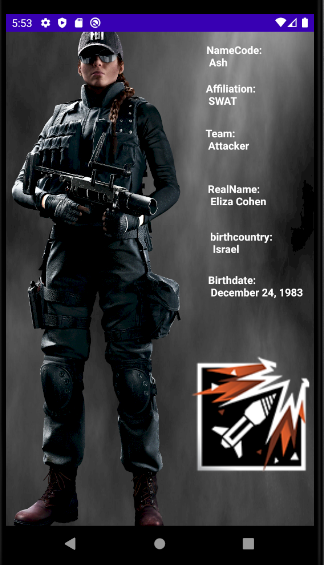 5:53
NameCode:
Ash
Affiliation:
SWAT
Team:
Attacker
RealName:
Eliza Cohen
birthcountry:
Israel
Birthdate:
December 24, 1983